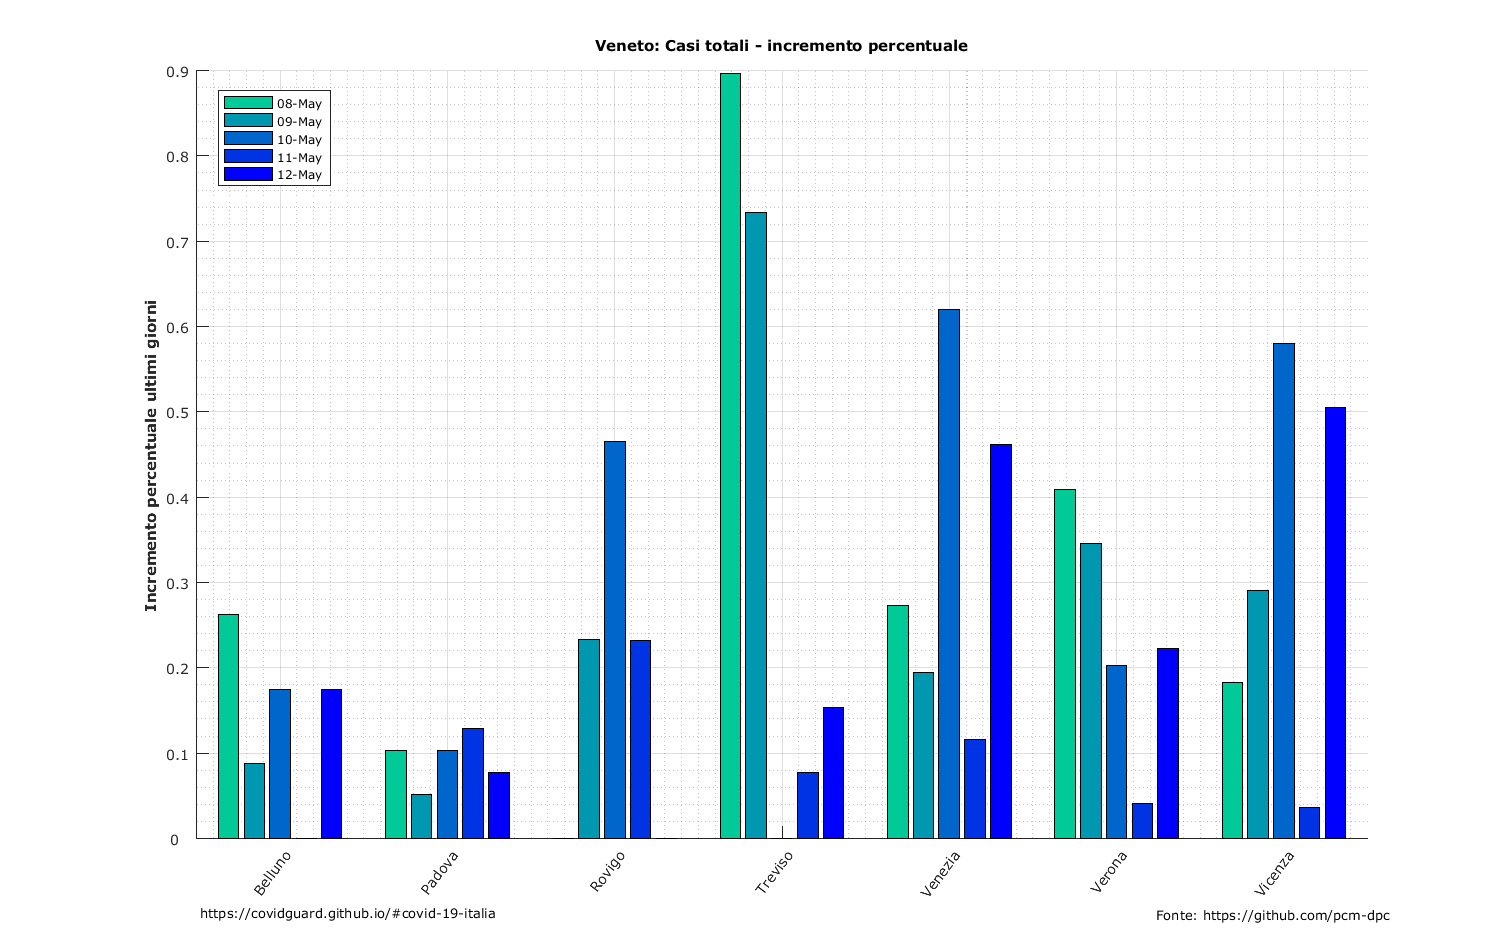 Veneto: Casi totali - incremento percentuale
0.9
0.8
0.7
0.6
0.5
0.4
0.3
0.2
0.1
0
Incremento percentuale ultimi giorni
08-May
09-May
10-May
11-May
12-May
Belluno
Padova
Rovigo
Treviso
Venezia
Verona
Vicenza
https://covidguard.github.io/#covid-19-italia
Fonte: https://github.com/pcm-dpc